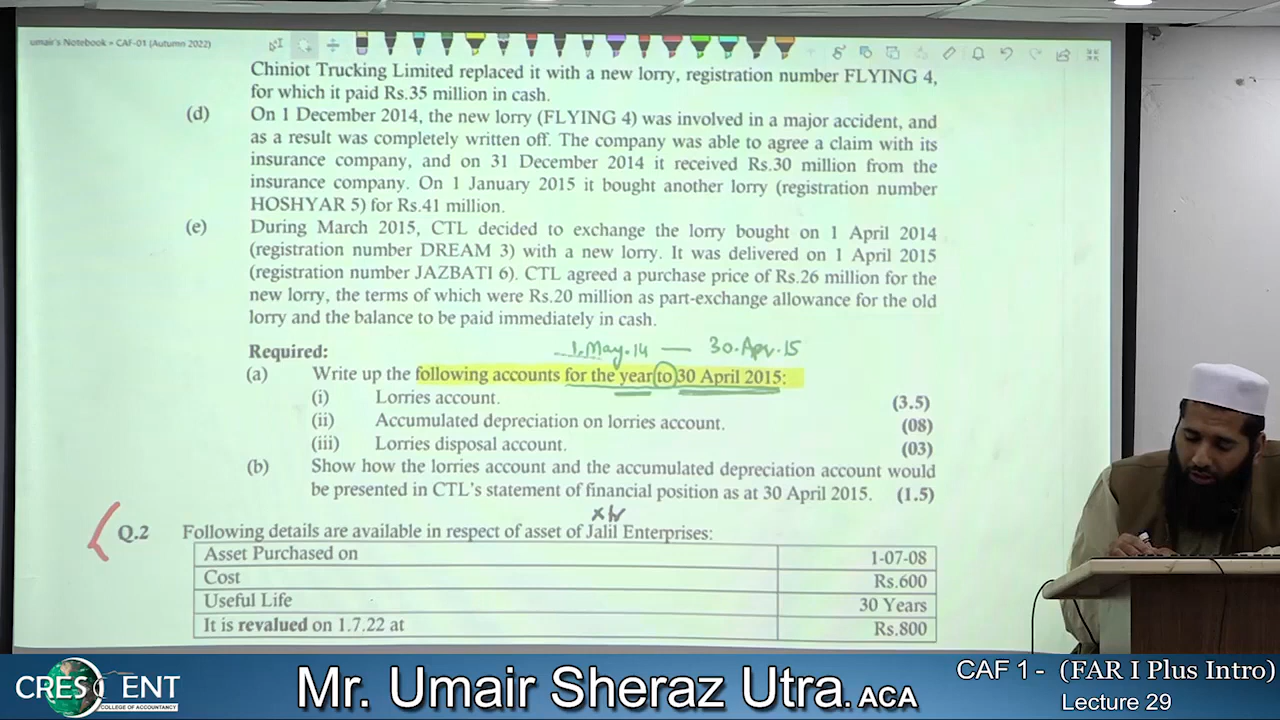 umair's Notebook » CAF-01 (Autumn 2022)
Chiniot Trucking Limited replaced it with a new lorry, registration number FLYING 4,
for which it paid Rs.35 million in cash.
(d) On 1 December 2014, the new lorry (FLYING 4) was involved in a major accident, and
as a result was completely written off. The company was able to agree a claim with its
insurance company, and on 31 December 2014 it received Rs.30 million from the
insurance company. On 1 January 2015 it bought another lorry (registration number
HOSHYAR 5) for Rs.41 million.
(e) During March 2015, CTL decided to exchange the lorry bought on 1 April 2014
(registration number DREAM 3) with a new lorry. It was delivered on 1 April 2015
(registration number JAZBATI 6). CTL agreed a purchase price of Rs.26 million for the
new lorry, the terms of which were Rs.20 million as part-exchange allowance for the old
lorry and the balance to be paid immediately in cash.
1.May.14 — 30.Apr.15
Required:
(a) Write up the following accounts for the year to 30 April 2015:
(i) Lorries account. (3.5)
(ii) Accumulated depreciation on lorries account. (08)
(iii) Lorries disposal account. (03)
(b) Show how the lorries account and the accumulated depreciation account would
be presented in CTL's statement of financial position as at 30 April 2015. (1.5)
Q.2 Following details are available in respect of asset of Jalil Enterprises:
Asset Purchased on 1-07-08
Cost Rs.600
Useful Life 30 Years
It is revalued on 1.7.22 at Rs.800
CRESCENT
COLLEGE OF ACCOUNTANCY
Mr. Umair Sheraz Utra. ACA
CAF 1 - (FAR I Plus Intro)
Lecture 29